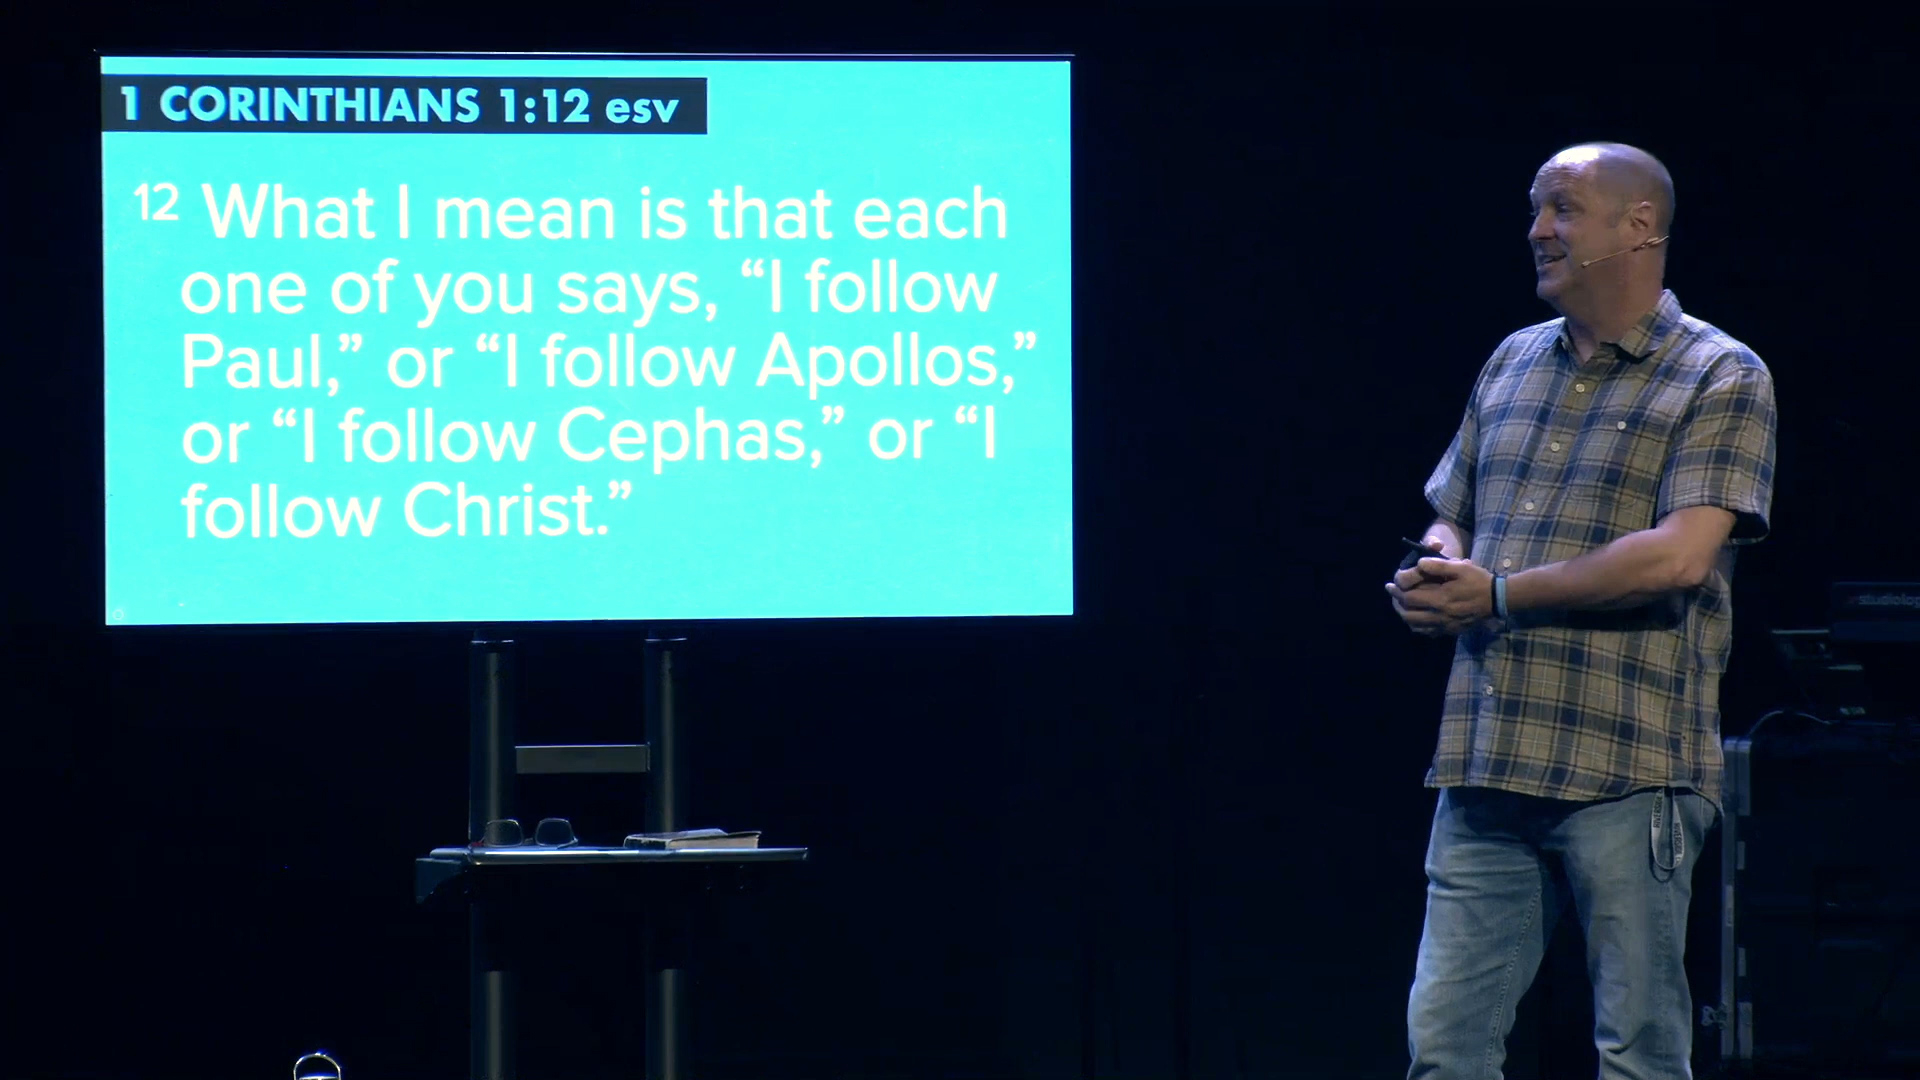 1 CORINTHIANS 1:12 esv
12 What I mean is that each
one of you says, “I follow
Paul,” or “I follow Apollos,”
or “I follow Cephas,” or “I
follow Christ.”
studiolog